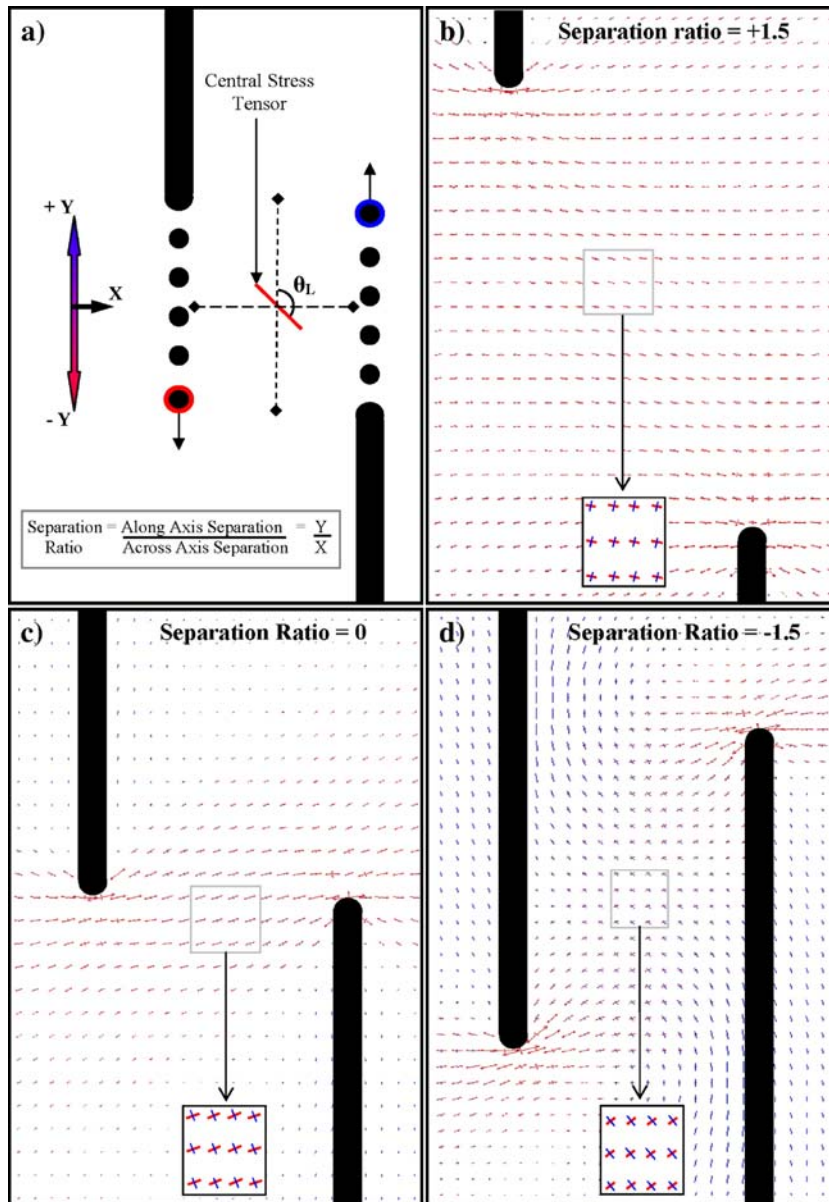 a)
Central Stress
Tensor
+ Y
X
θL
- Y
Separation = Along Axis Separation = Y
Ratio Across Axis Separation X
b)
Separation ratio = +1.5
c)
Separation Ratio = 0
d)
Separation Ratio = -1.5